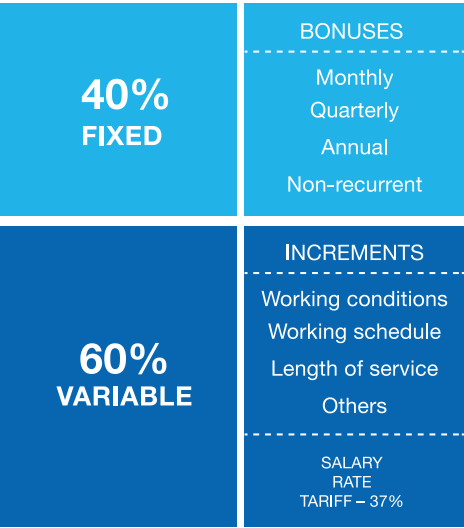 40%
FIXED
BONUSES
Monthly
Quarterly
Annual
Non-recurrent
60%
VARIABLE
INCREMENTS
Working conditions
Working schedule
Length of service
Others
SALARY
RATE
TARIFF – 37%